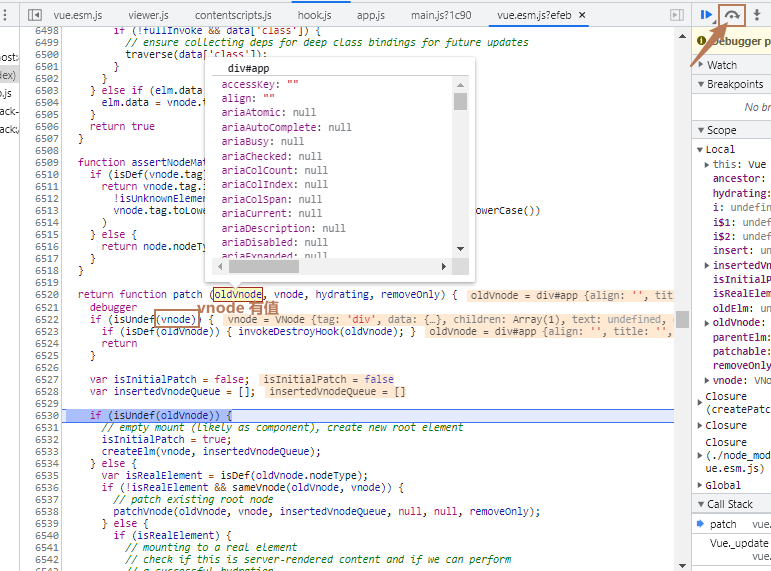 vue.esm.js viewer.js contentscripts.js hook.js app.js main.js?1c90 vue.esm.js?efeb ×
6498 if (!fullInvoke && data['class']) {
6499 // ensure collecting deps for deep class bindings for future updates
6500 traverse(data['class']);
6501 }
6502 }
6503 } else if (elm.data
6504 elm.data = vnode.t
6505 }
6506 return true
6507 }
6508
6509 function assertNodeMat
6510 if (isDef(vnode.tag)
6511 return vnode.tag.i
6512 !isUnknownElemen
6513 vnode.tag.toLowe owerCase())
6514 )
6515 } else {
6516 return node.nodeTy
6517 }
6518 }
6519
div#app
accessKey: ""
align: ""
ariaAtomic: null
ariaAutoComplete: null
ariaBusy: null
ariaChecked: null
ariaColCount: null
ariaColIndex: null
ariaColSpan: null
ariaCurrent: null
ariaDescription: null
ariaDisabled: null
ariaExpanded: null
6520 return function patch (oldVnode, vnode, hydrating, removeOnly) { oldVnode = div#app {align: '', tit
vnode 有值
6521 debugger
6522 if (isUndef(vnode)) { vnode = VNode {tag: 'div', data: {…}, children: Array(1), text: undefined,
6523 if (isDef(oldVnode)) { invokeDestroyHook(oldVnode); } oldVnode = div#app {align: '', title: '',
6524 return
6525 }
6526
6527 var isInitialPatch = false; isInitialPatch = false
6528 var insertedVnodeQueue = []; insertedVnodeQueue = []
6529
6530 if (isUndef(oldVnode)) {
6531 // empty mount (likely as component), create new root element
6532 isInitialPatch = true;
6533 createElm(vnode, insertedVnodeQueue);
6534 } else {
6535 var isRealElement = isDef(oldVnode.nodeType);
6536 if (!isRealElement && sameVnode(oldVnode, vnode)) {
6537 // patch existing root node
6538 patchVnode(oldVnode, vnode, insertedVnodeQueue, null, null, removeOnly);
6539 } else {
6540 if (isRealElement) {
6541 // mounting to a real element
6542 // check if this is server-rendered content and if we can perform
// a successful hydration
host:
dex)
o.js
ack-
ack:/
Debugger p
Watch
Breakpoints
No br
Scope
Local
this: Vue
ancestor:
hydrating:
i: undefin
i$1: undef
i$2: undef
insert: un
insertedVn
isInitialP
isRealElem
oldElm: un
oldVnode:
parentElm:
patchable:
removeOnly
vnode: VNo
Closure
(createPatc
Closure
Closure
(./node_mod
ue.esm.js)
Global
Call Stack
patch vue.
Vue._update
vue.